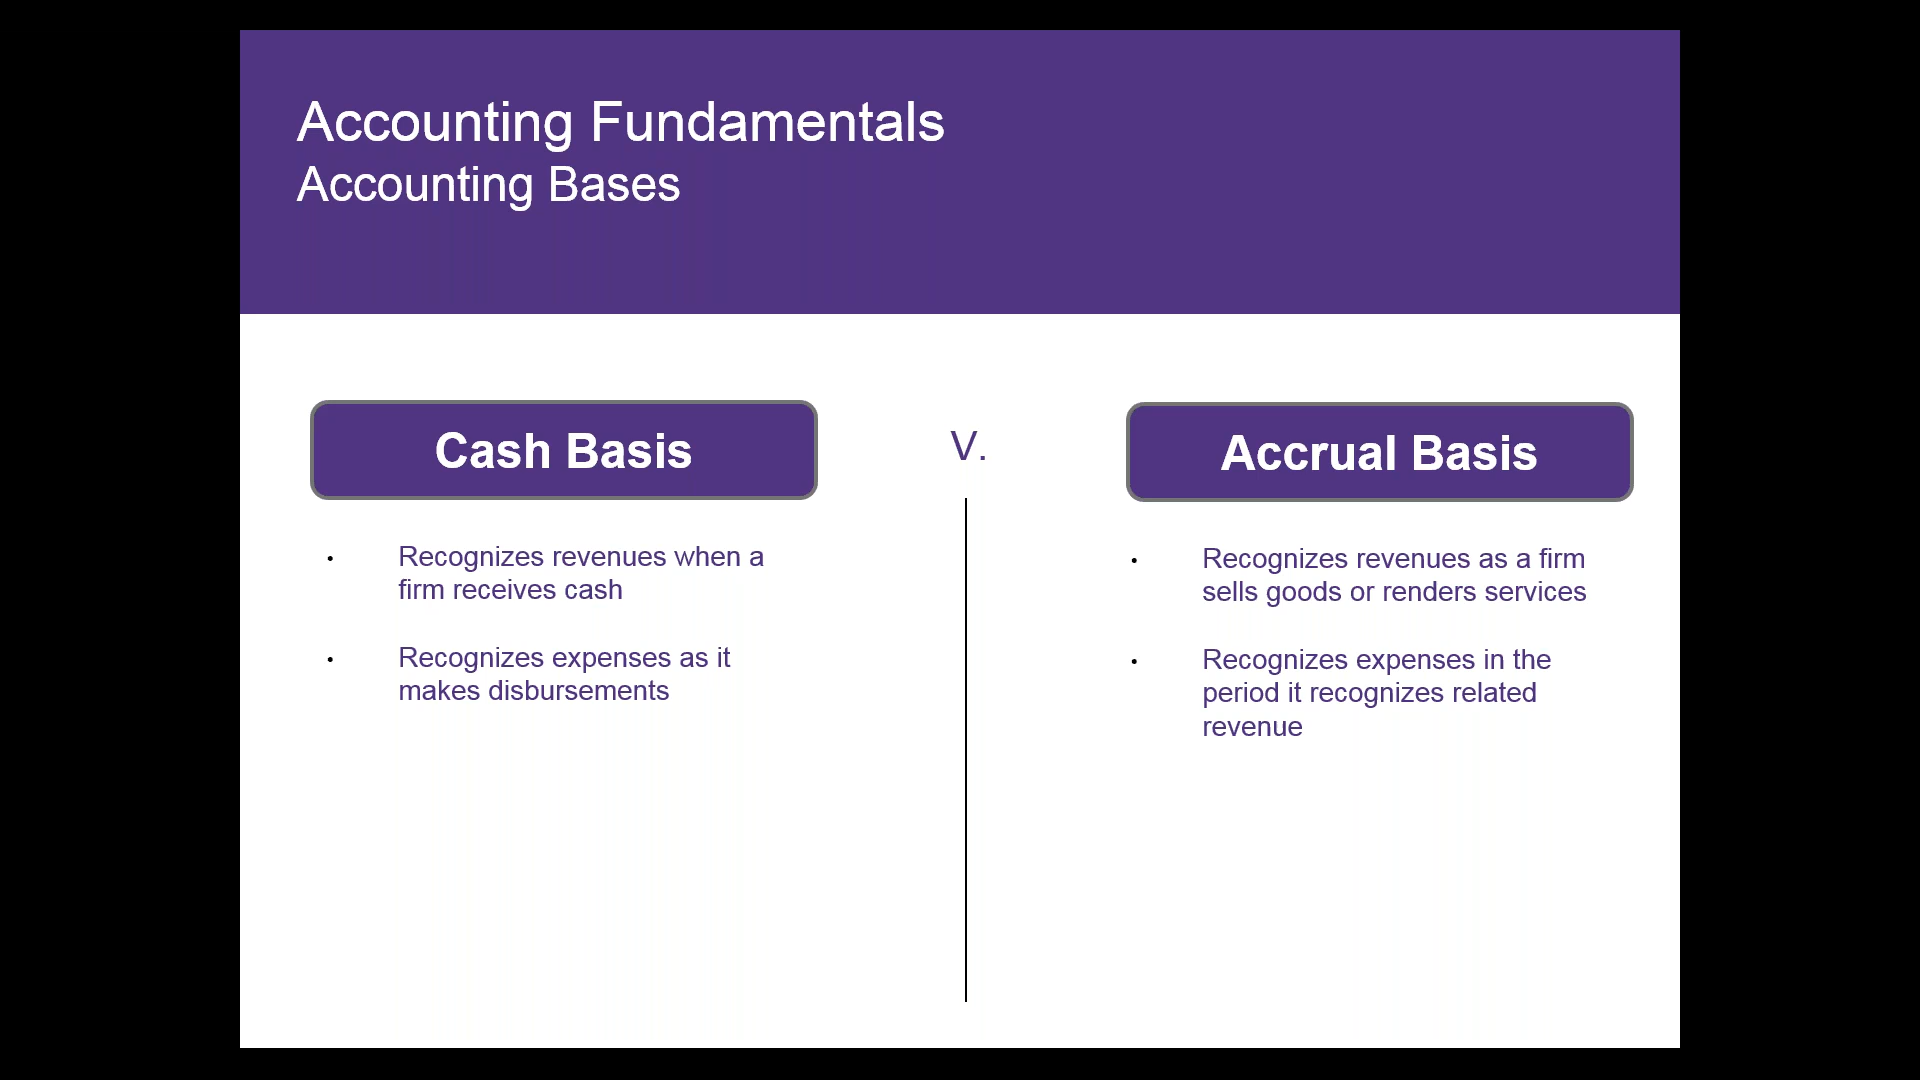 Accounting Fundamentals
Accounting Bases
Cash Basis
V.
Accrual Basis
• Recognizes revenues when a
firm receives cash
• Recognizes expenses as it
makes disbursements
• Recognizes revenues as a firm
sells goods or renders services
• Recognizes expenses in the
period it recognizes related
revenue